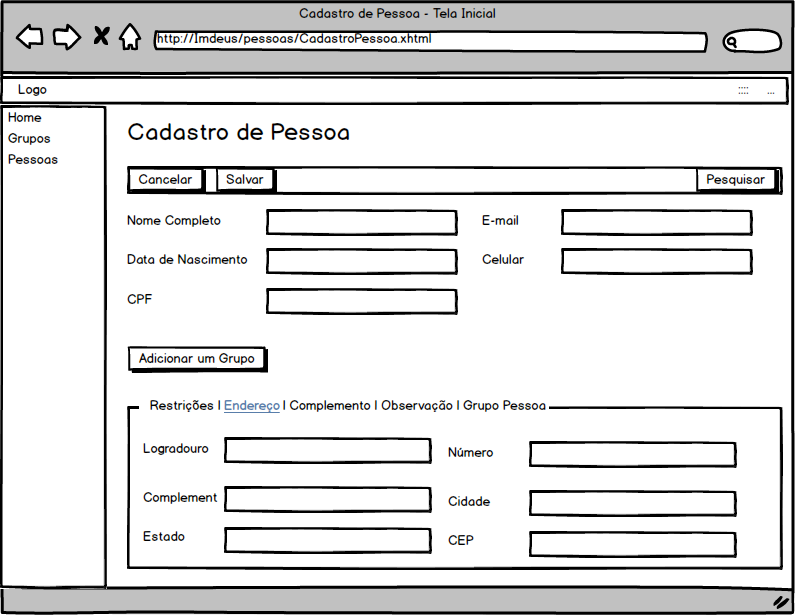 Cadastro de Pessoa - Tela Inicial
http://Imdeus/pessoas/CadastroPessoa.xhtml
Logo :::: ...
Home
Grupos
Pessoas
Cadastro de Pessoa
Cancelar Salvar Pesquisar
Nome Completo E-mail
Data de Nascimento Celular
CPF
Adicionar um Grupo
Restrições | Endereço | Complemento | Observação | Grupo Pessoa
Logradouro Número
Complement Cidade
Estado CEP